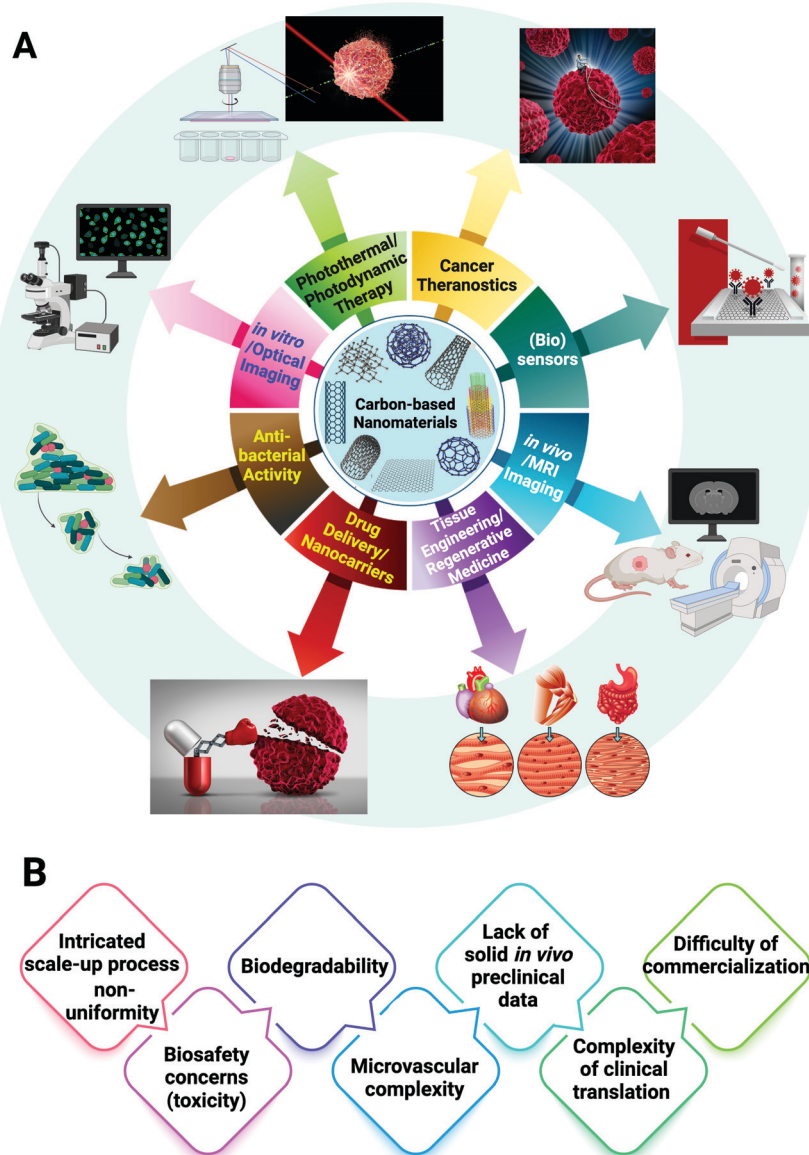 A
Photothermal/
Photodynamic
Therapy
Cancer
Theranostics
(Bio)
sensors
in vivo
/MRI
Imaging
Tissue
Engineering/
Regenerative
Medicine
Drug
Delivery/
Nanocarriers
Anti-
bacterial
Activity
in vitro
/Optical
Imaging
Carbon-based
Nanomaterials
B
Intricated
scale-up process
non-
uniformity
Biosafety
concerns
(toxicity)
Biodegradability
Microvascular
complexity
Lack of
solid in vivo
preclinical
data
Complexity
of clinical
translation
Difficulty of
commercialization